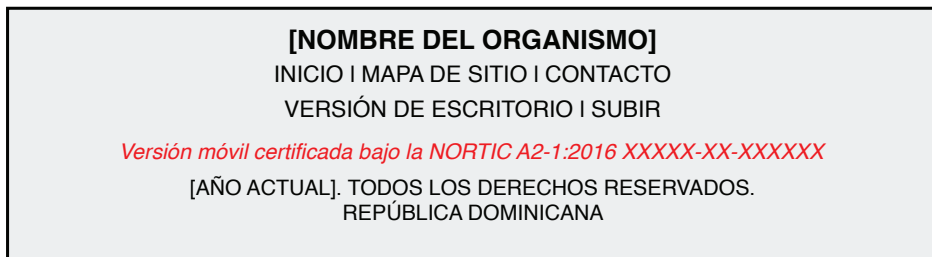 [NOMBRE DEL ORGANISMO]
INICIO I MAPA DE SITIO I CONTACTO
VERSIÓN DE ESCRITORIO I SUBIR
Versión móvil certificada bajo la NORTIC A2-1:2016 XXXXX-XX-XXXXXX
[AÑO ACTUAL]. TODOS LOS DERECHOS RESERVADOS.
REPÚBLICA DOMINICANA